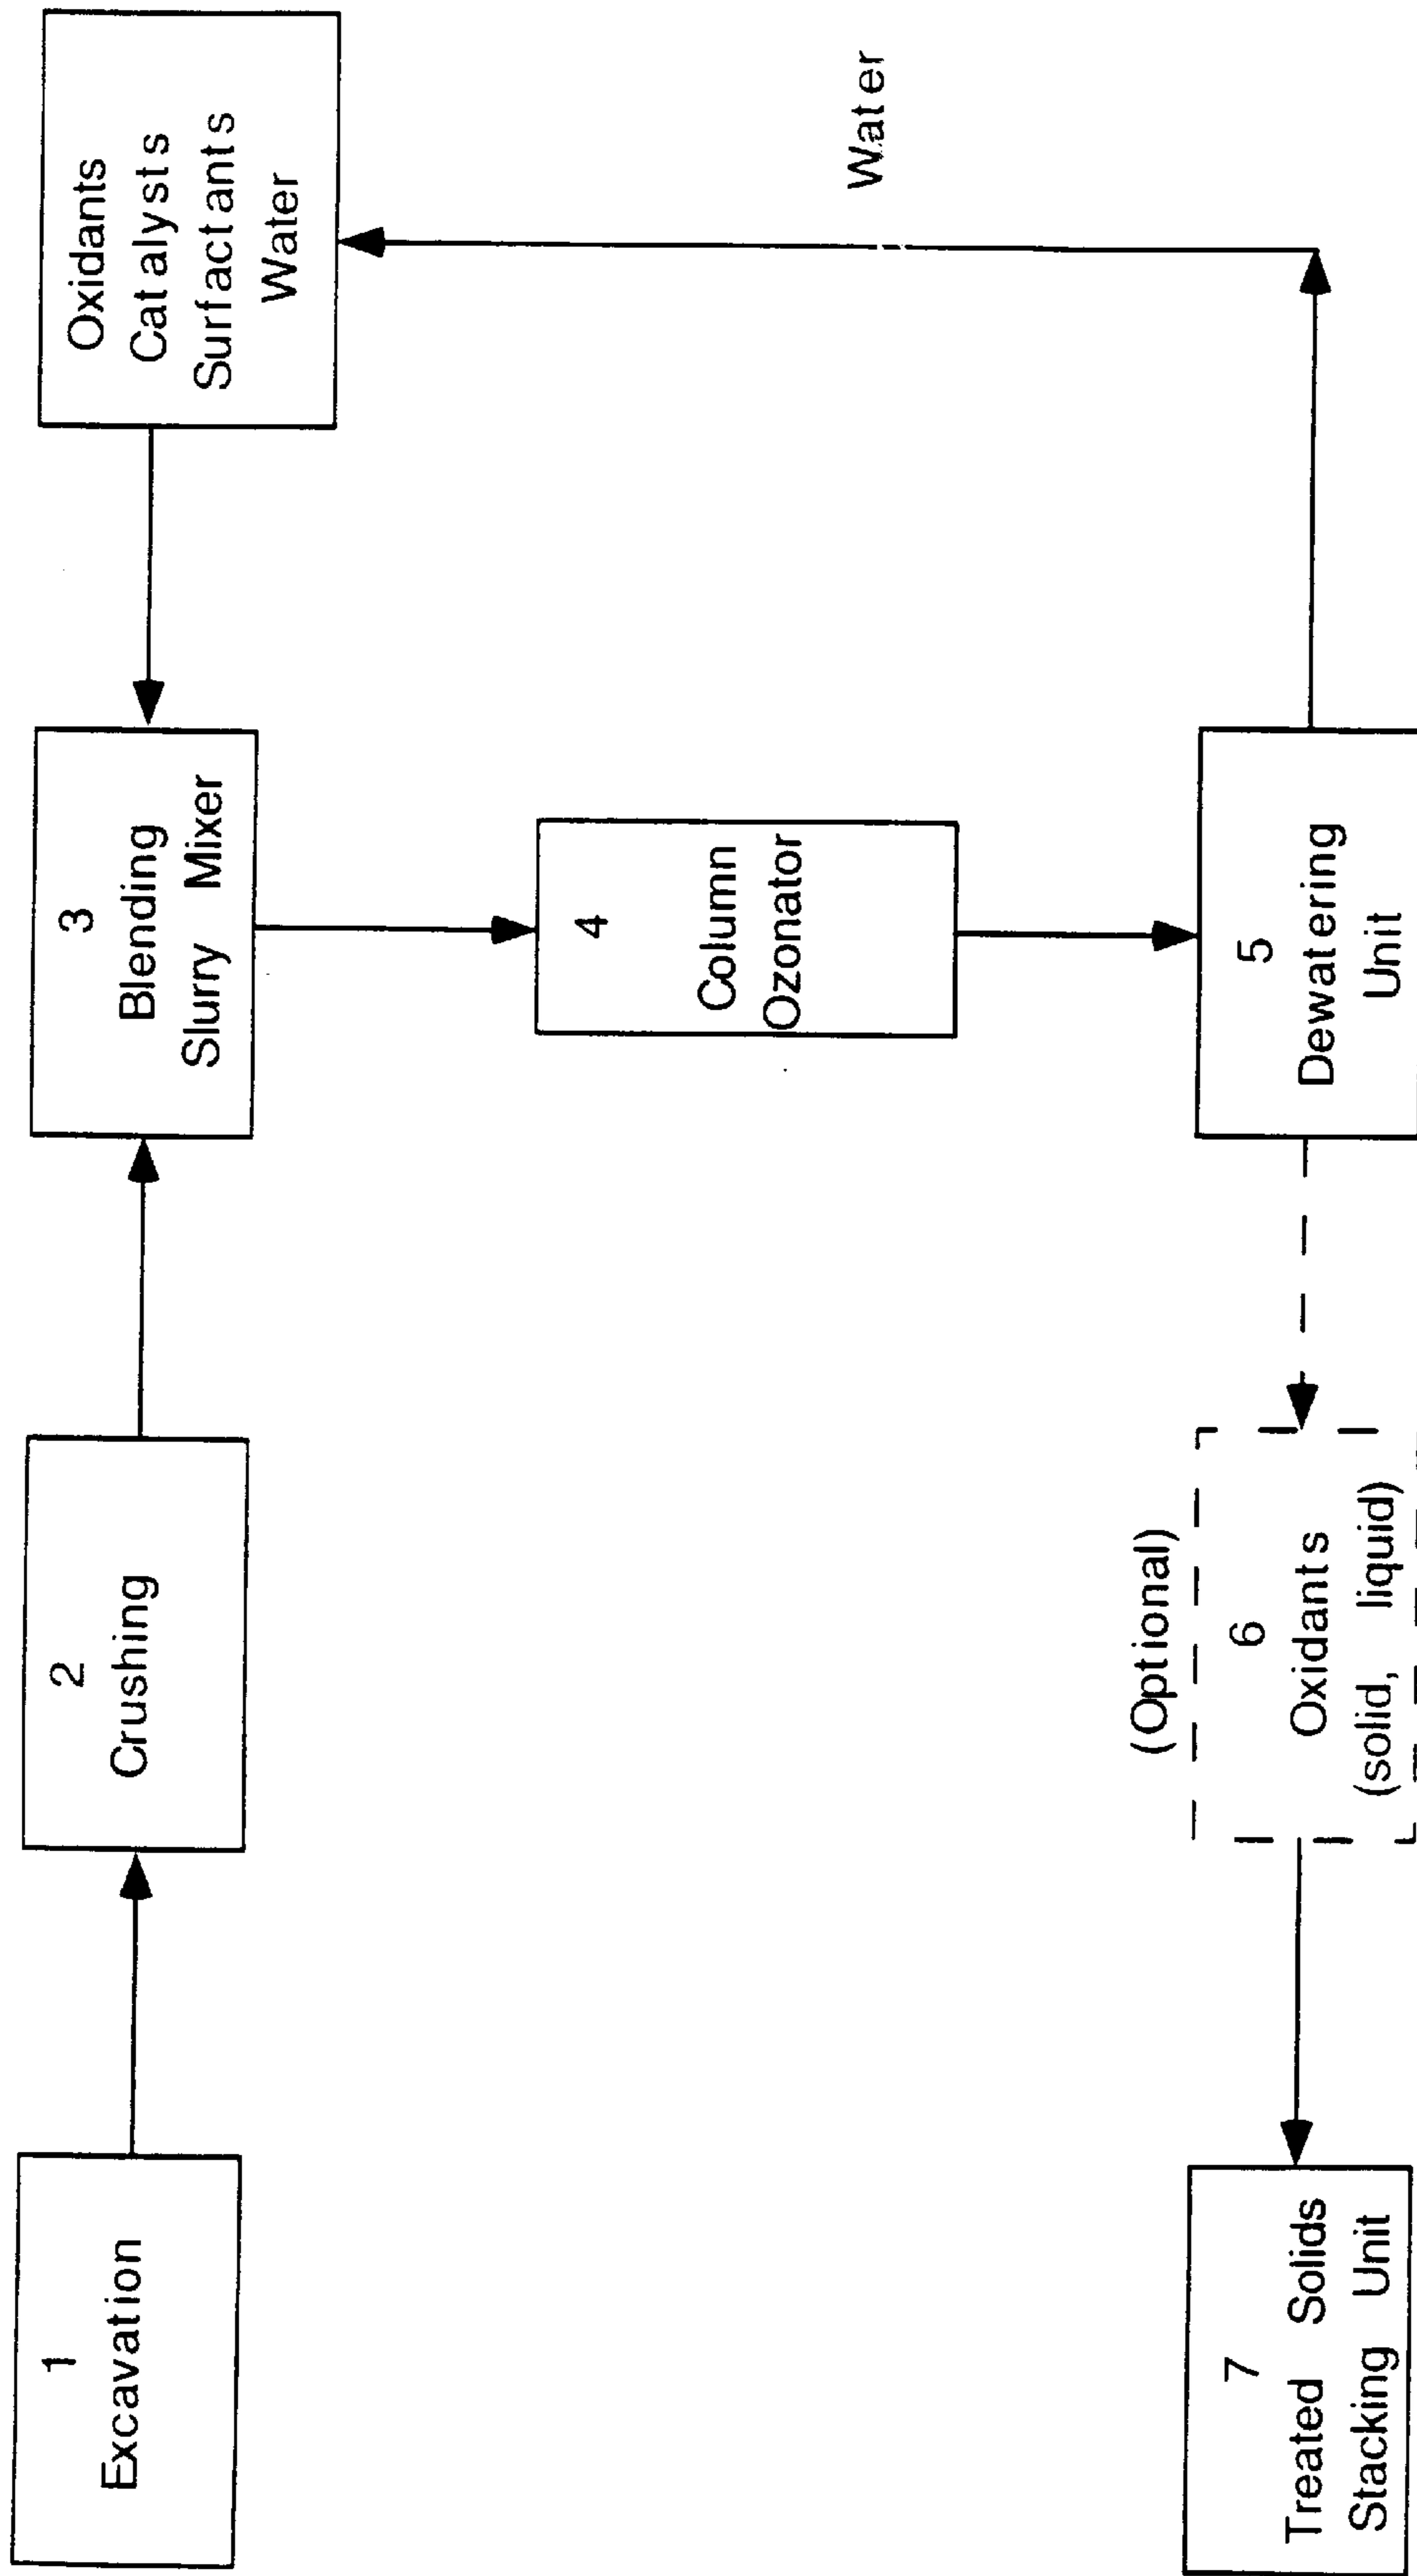 1
Excavation
2
Crushing
3
Blending
Slurry Mixer
Oxidants
Catalysts
Surfactants
Water
4
Column
Ozonator
Water
5
Dewatering
Unit
(Optional)
6
Oxidants
(solid, liquid)
7
Treated Solids
Stacking Unit